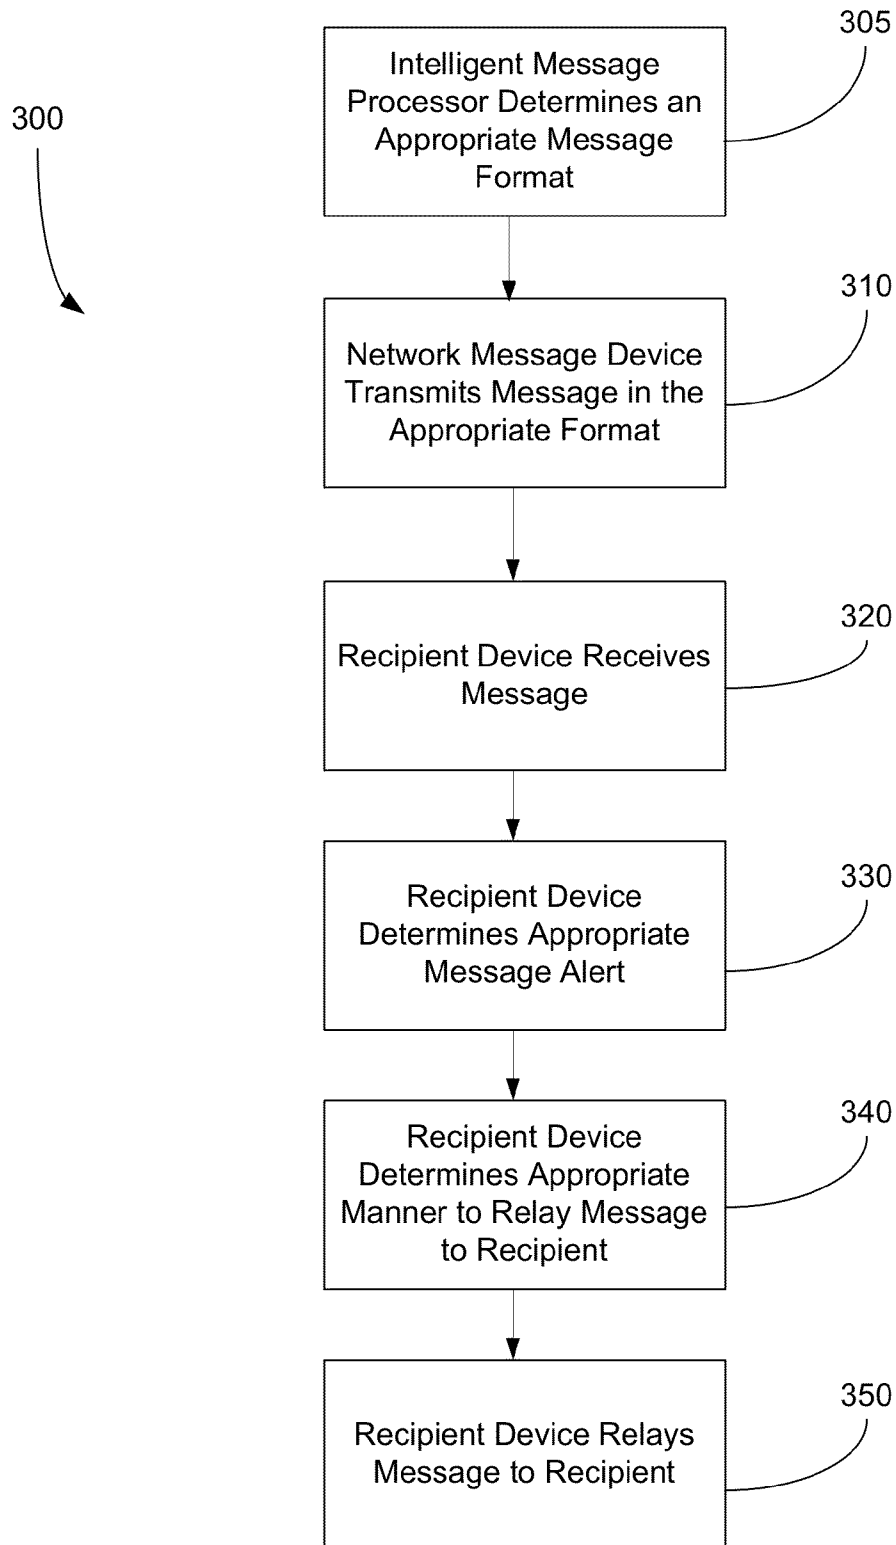 305
Intelligent Message
Processor Determines an
Appropriate Message
Format
300
310
Network Message Device
Transmits Message in the
Appropriate Format
320
Recipient Device Receives
Message
330
Recipient Device
Determines Appropriate
Message Alert
340
Recipient Device
Determines Appropriate
Manner to Relay Message
to Recipient
350
Recipient Device Relays
Message to Recipient